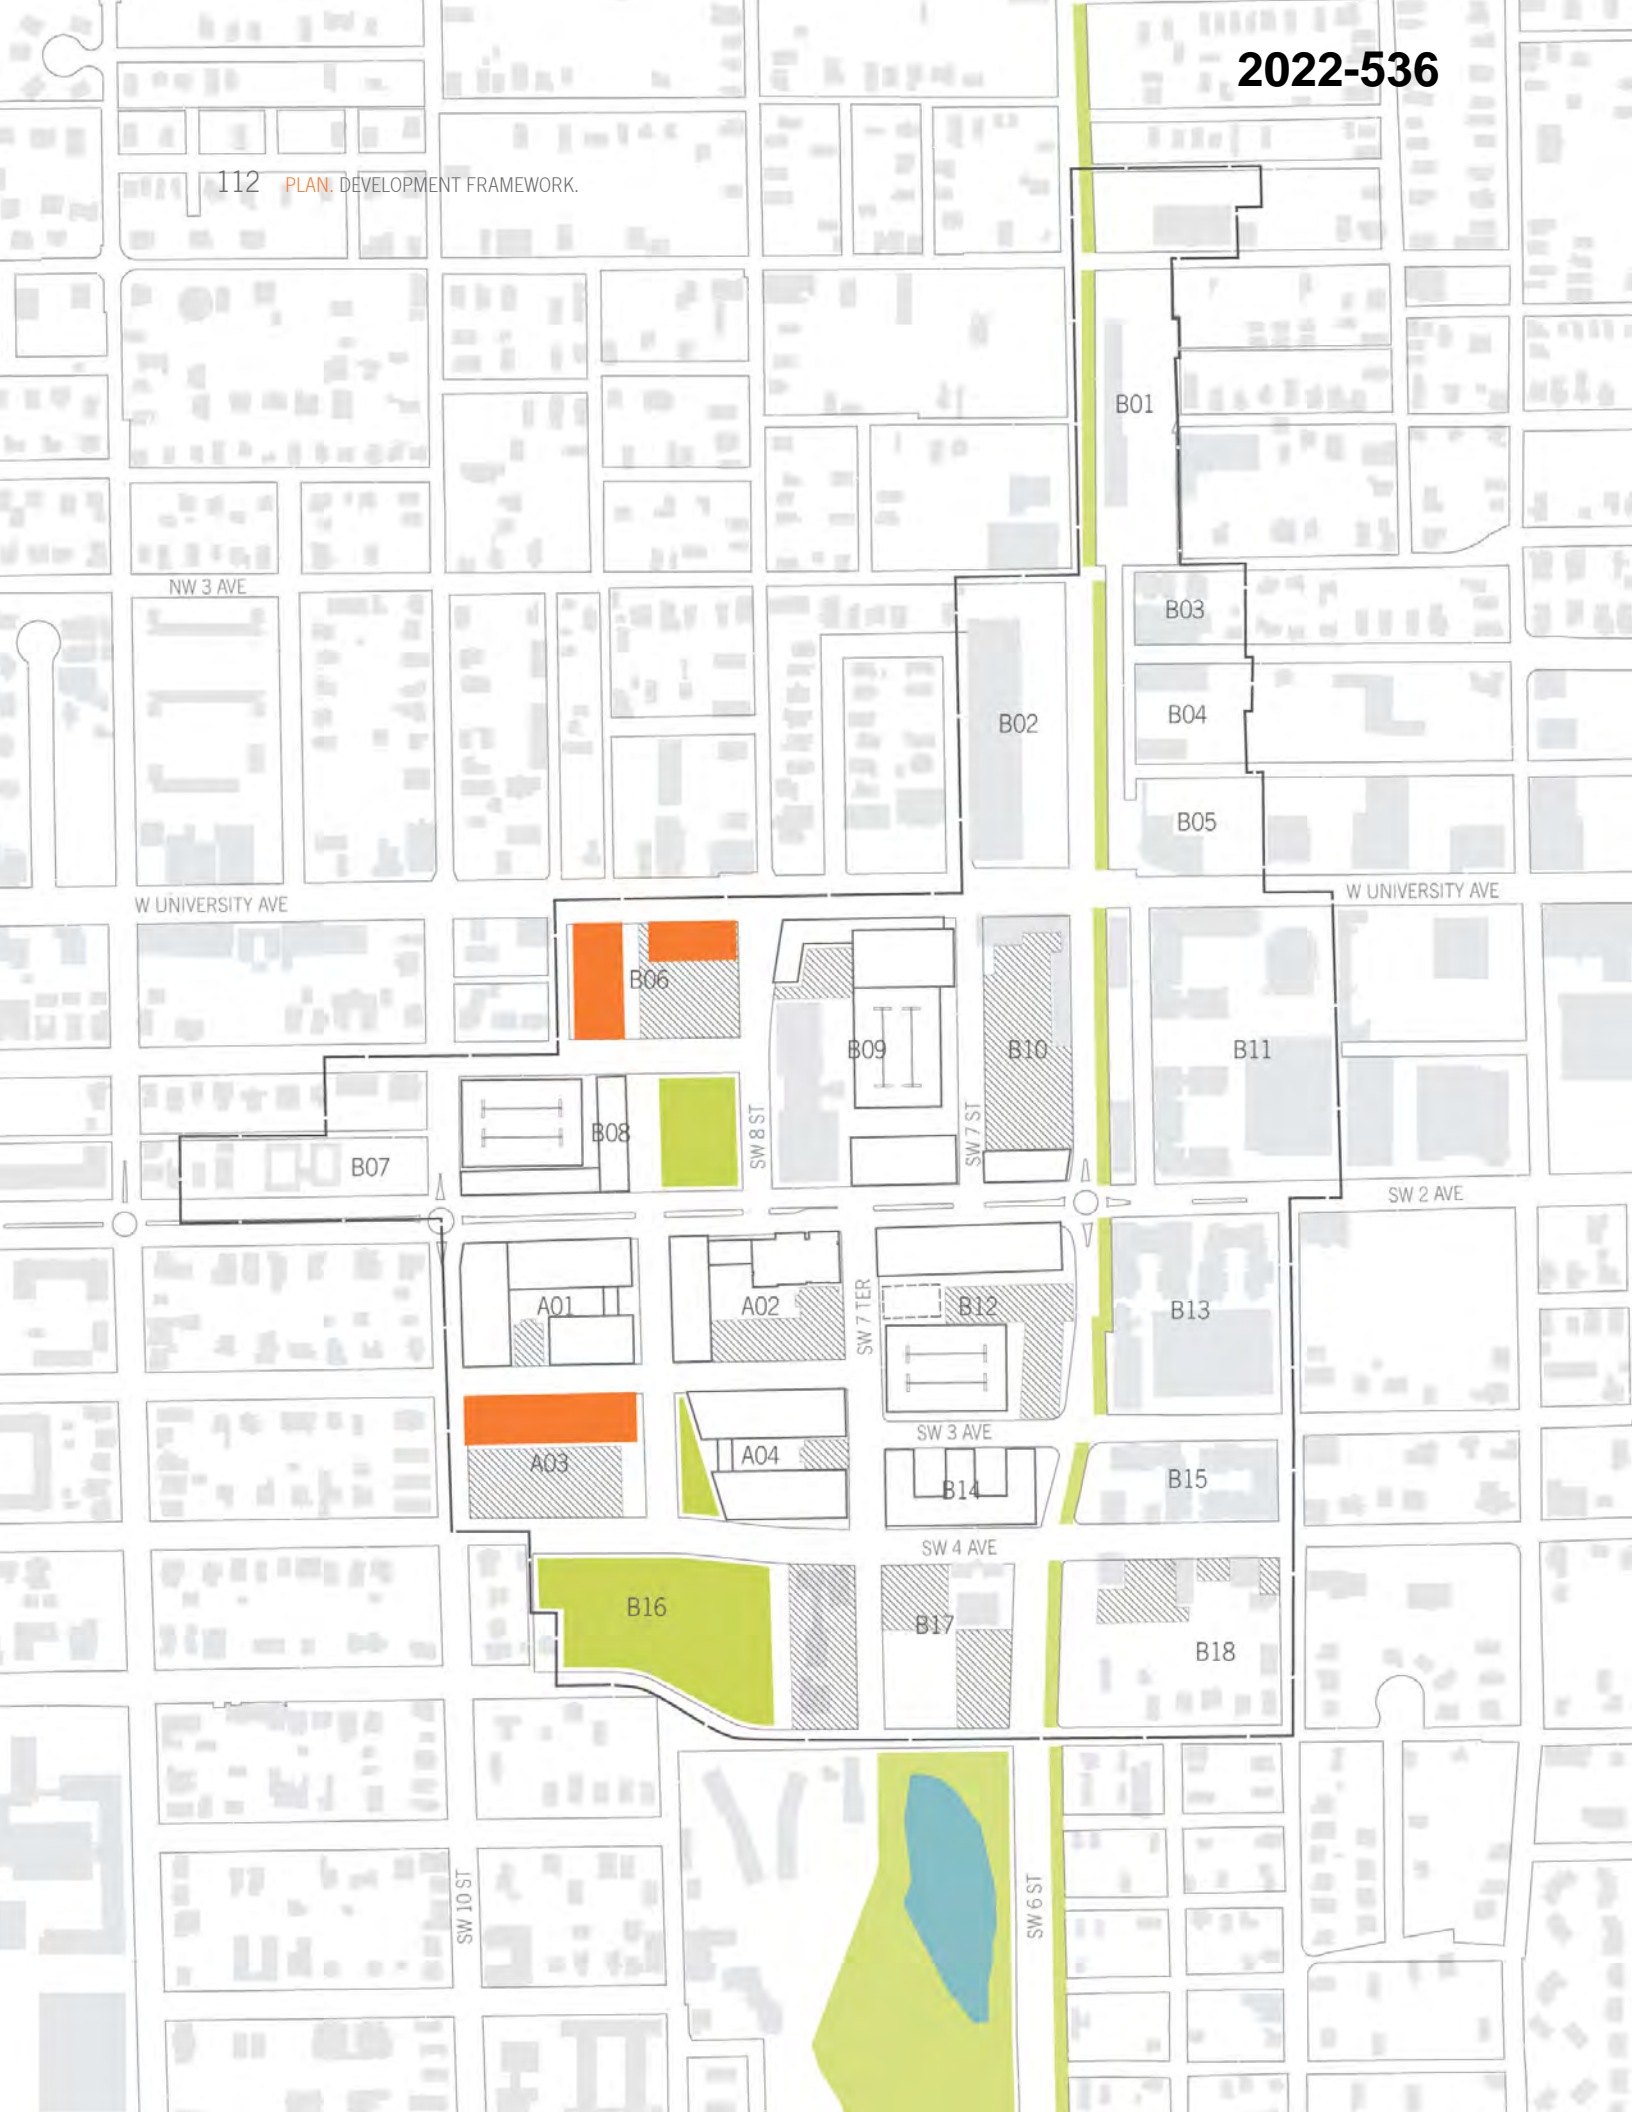 2022-536
112 PLAN. DEVELOPMENT FRAMEWORK.
B01
NW 3 AVE
B03
B04
B02
B05
W UNIVERSITY AVE
W UNIVERSITY AVE
B06
B09
B10
B11
B08
SW 8 ST
SW 7 ST
B07
SW 2 AVE
A01
A02
SW 7 TER
B12
B13
SW 3 AVE
A03
A04
B14
B15
SW 4 AVE
B16
B17
B18
SW 10 ST
SW 6 ST